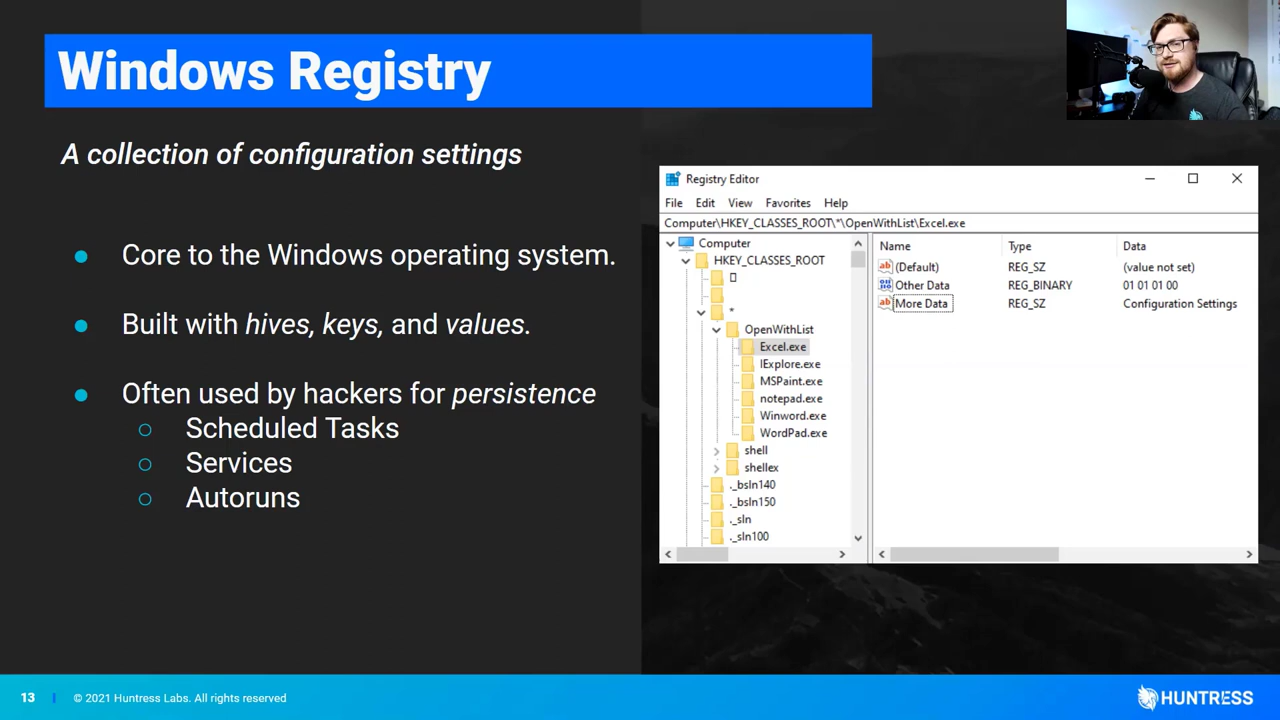 Windows Registry
A collection of configuration settings
● Core to the Windows operating system.
● Built with hives, keys, and values.
● Often used by hackers for persistence
○ Scheduled Tasks
○ Services
○ Autoruns
Registry Editor
File Edit View Favorites Help
Computer\HKEY_CLASSES_ROOT\*\OpenWithList\Excel.exe
Computer
HKEY_CLASSES_ROOT
*
OpenWithList
Excel.exe
IExplore.exe
MSPaint.exe
notepad.exe
Winword.exe
WordPad.exe
shell
shellex
._bsln140
._bsln150
._sln
._sln100
Name Type Data
(Default) REG_SZ (value not set)
Other Data REG_BINARY 01 01 01 00
More Data REG_SZ Configuration Settings
13 | © 2021 Huntress Labs. All rights reserved
HUNTRESS